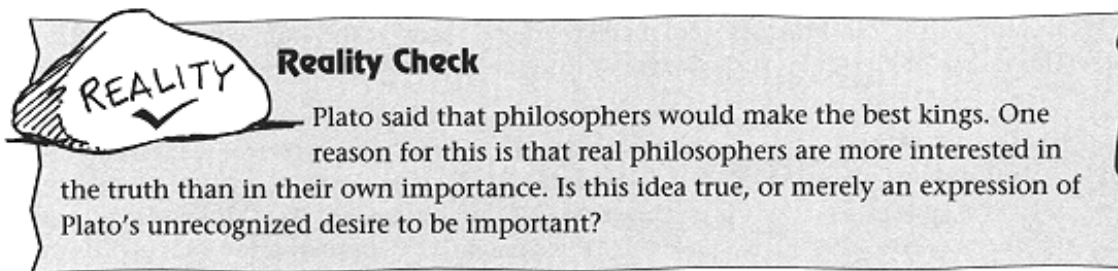 REALITY
Reality Check
Plato said that philosophers would make the best kings. One
reason for this is that real philosophers are more interested in
the truth than in their own importance. Is this idea true, or merely an expression of
Plato's unrecognized desire to be important?